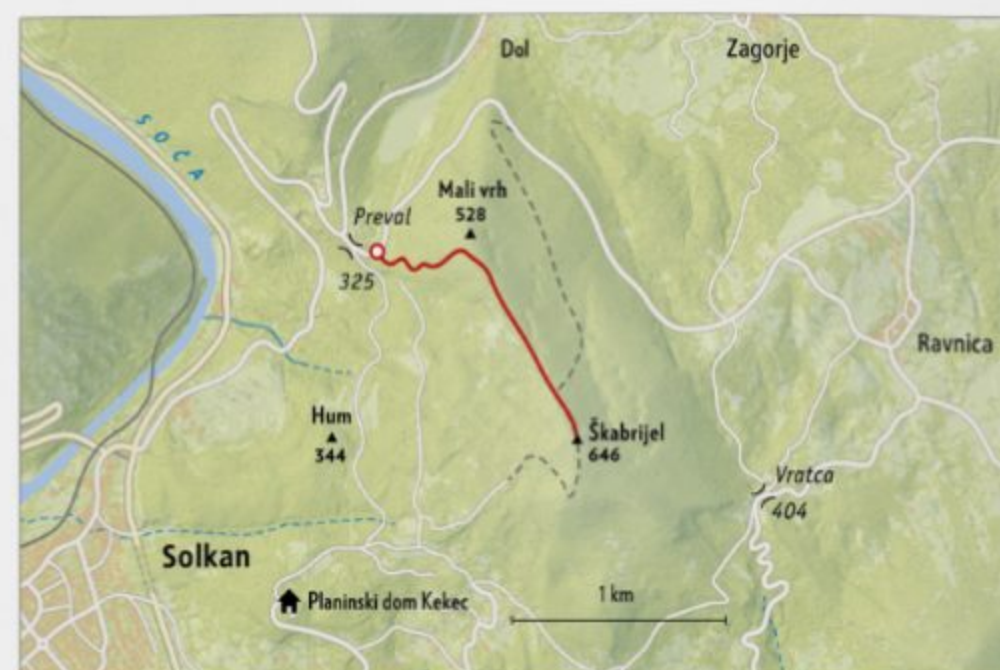 Dol
Zagorje
SOČA
Mali vrh
528
Preval
325
Ravnica
Hum
344
Škabrijel
646
Vratca
404
Solkan
Planinski dom Kekec
1 km